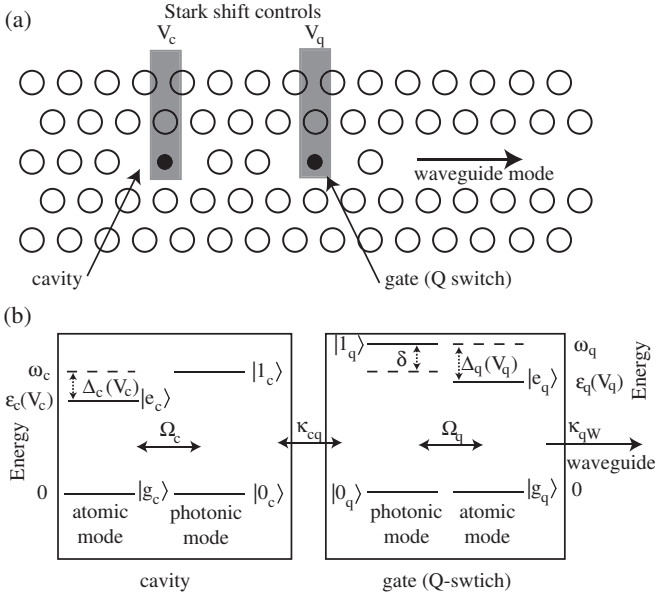 (a)
Stark shift controls
V_c V_q
waveguide mode
cavity gate (Q switch)
(b)
ω_c |1_c⟩ |1_q⟩ δ ω_q
Δ_c(V_c) Δ_q(V_q)
ε_c(V_c) |e_c⟩ |e_q⟩ ε_q(V_q)
Energy Energy
Ω_c κ_cq Ω_q κ_qW
waveguide
0 |g_c⟩ |0_c⟩ |0_q⟩ |g_q⟩ 0
atomic mode photonic mode photonic mode atomic mode
cavity gate (Q-swtich)